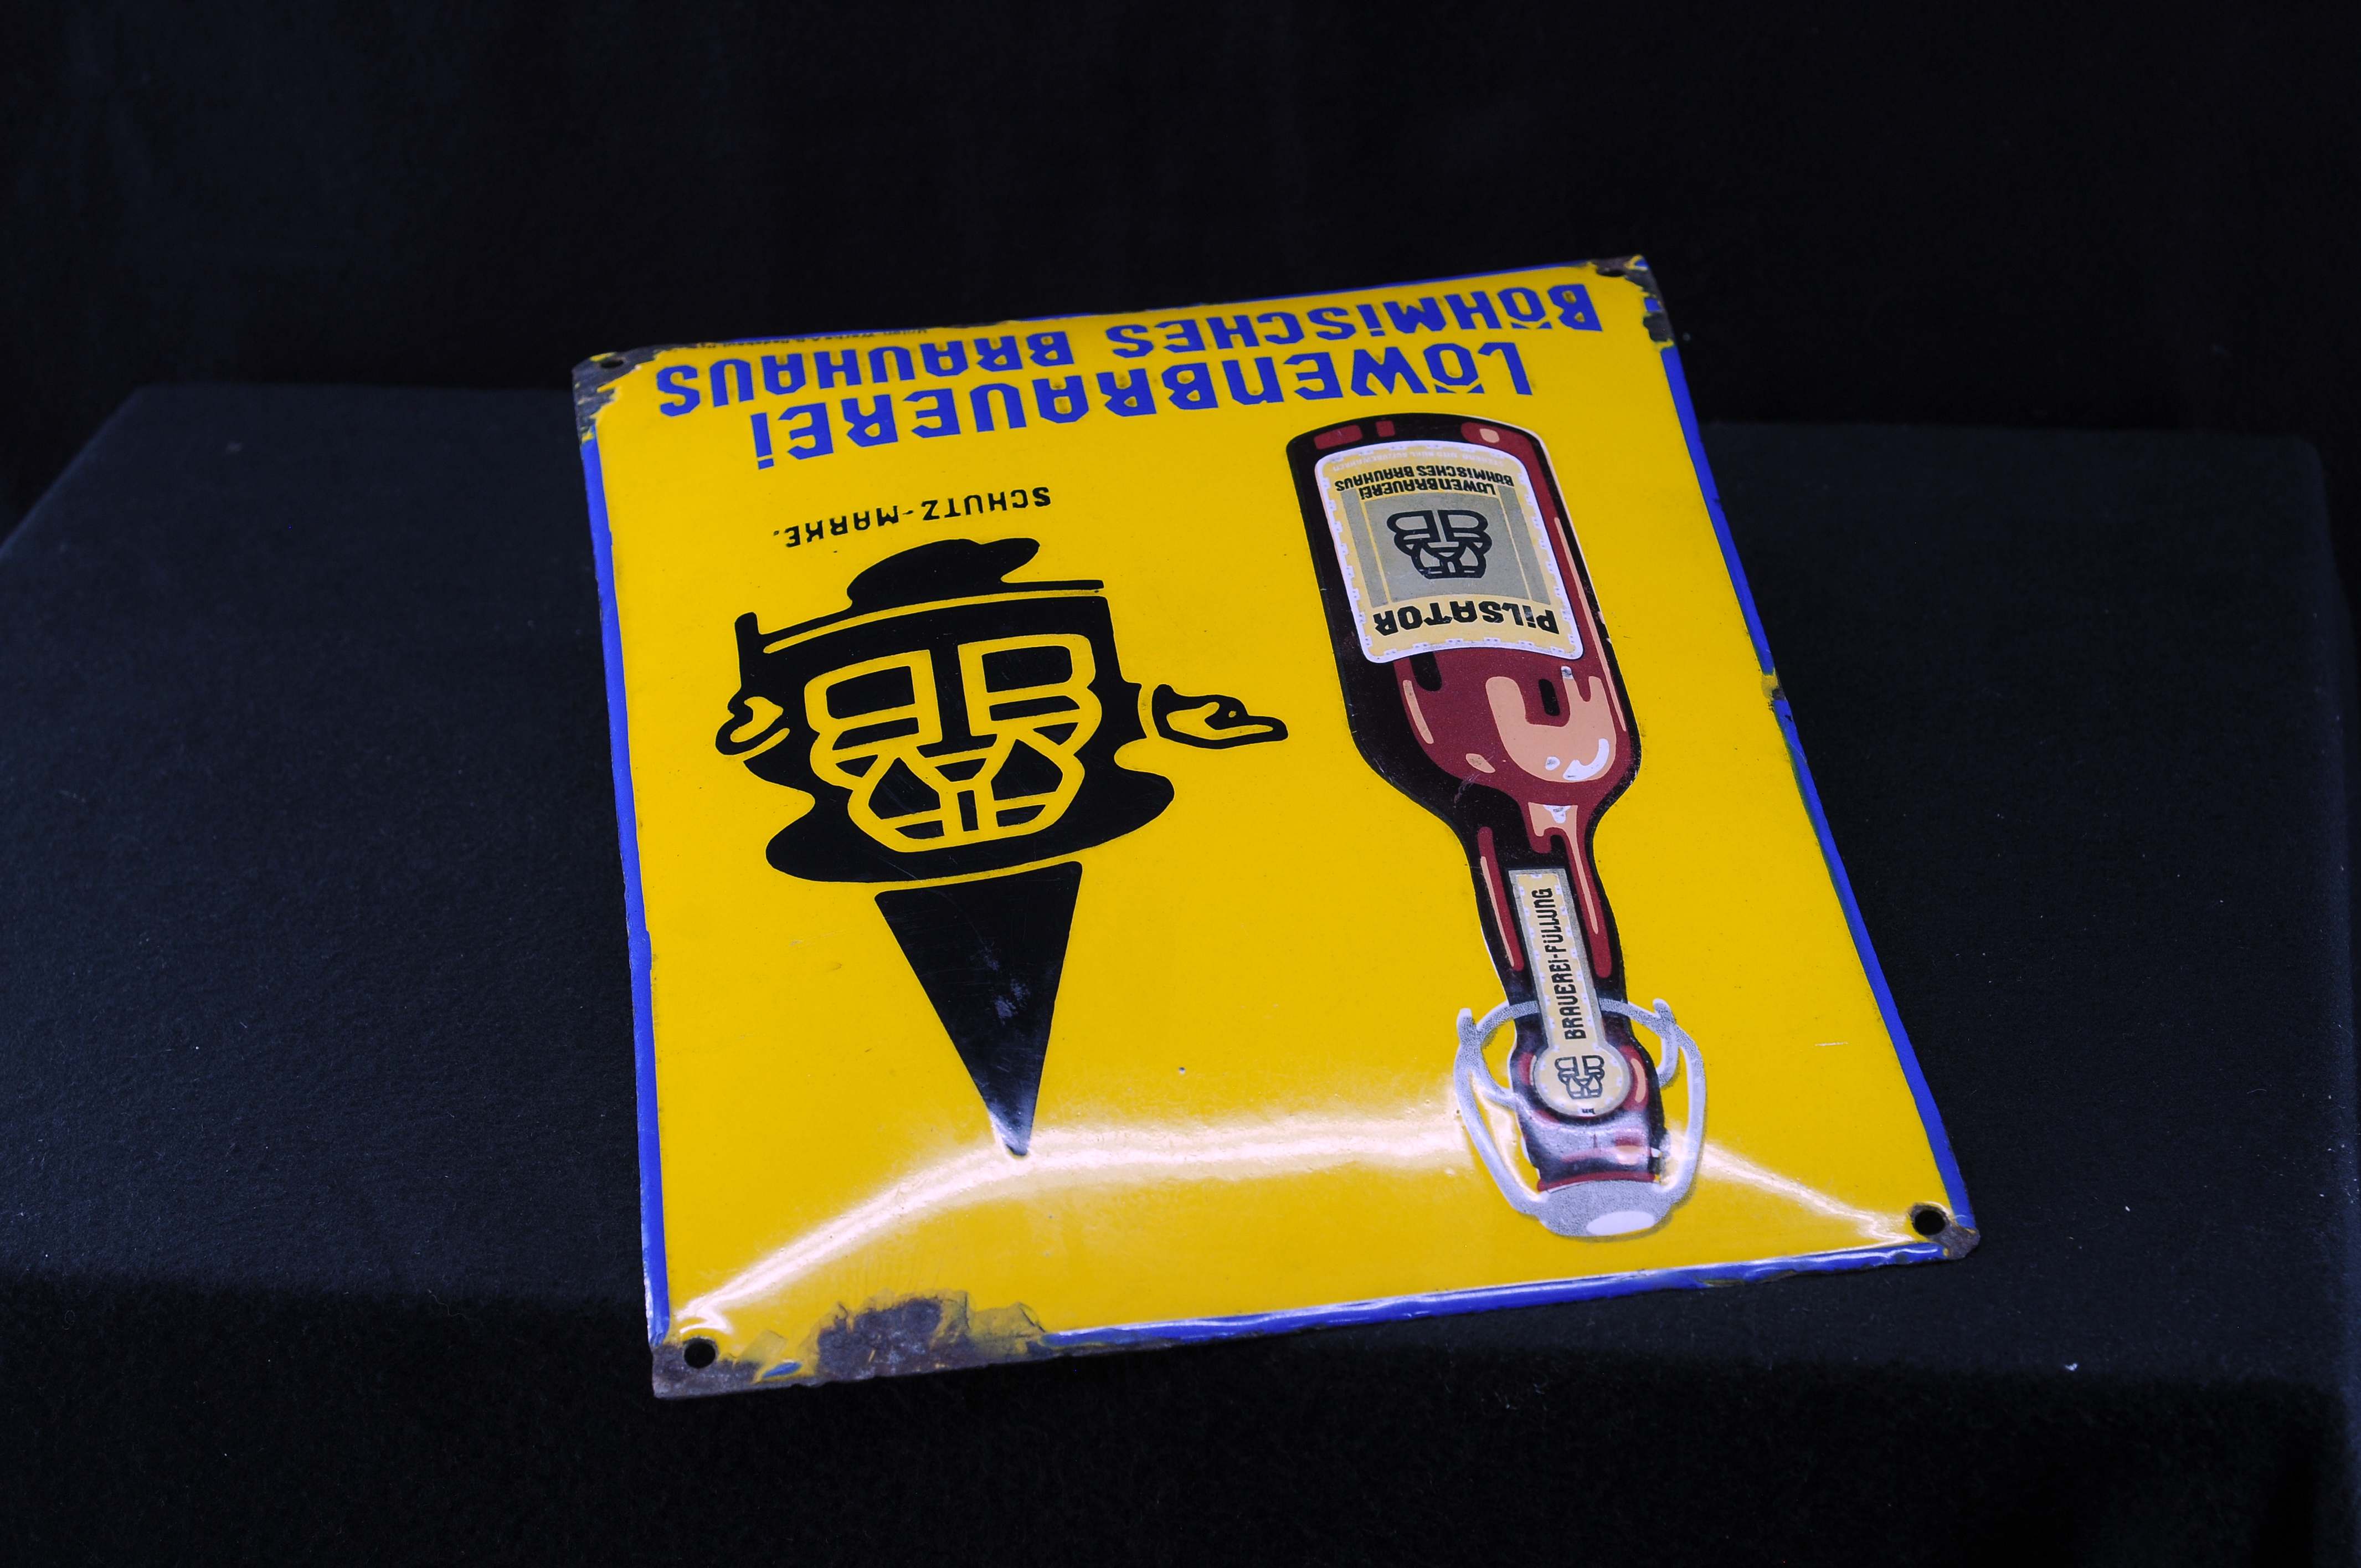 BRAUEREI-FÜLLUNG
PiLSATOR
LÖWENBRAUEREi
BÖHMiSCHES BRAUHAUS
SCHUTZ-MARKE.
LÖWENBRAUEREi
BÖHMiSCHES BRAUHAUS